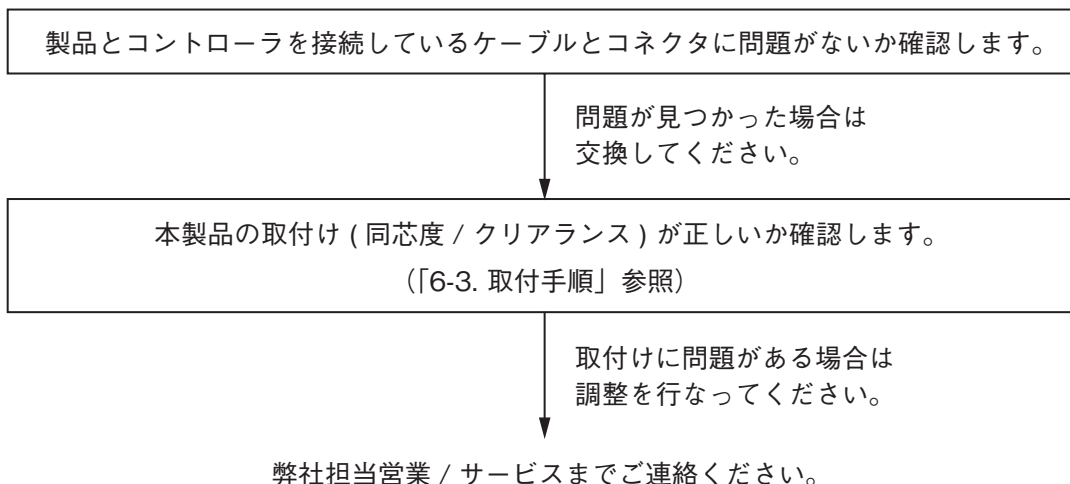 製品とコントローラを接続しているケーブルとコネクタに問題がないか確認します。
問題が見つかった場合は
交換してください。
本製品の取付け ( 同芯度 / クリアランス ) が正しいか確認します。
（「6-3. 取付手順」参照）
取付けに問題がある場合は
調整を行なってください。
弊社担当営業 / サービスまでご連絡ください。